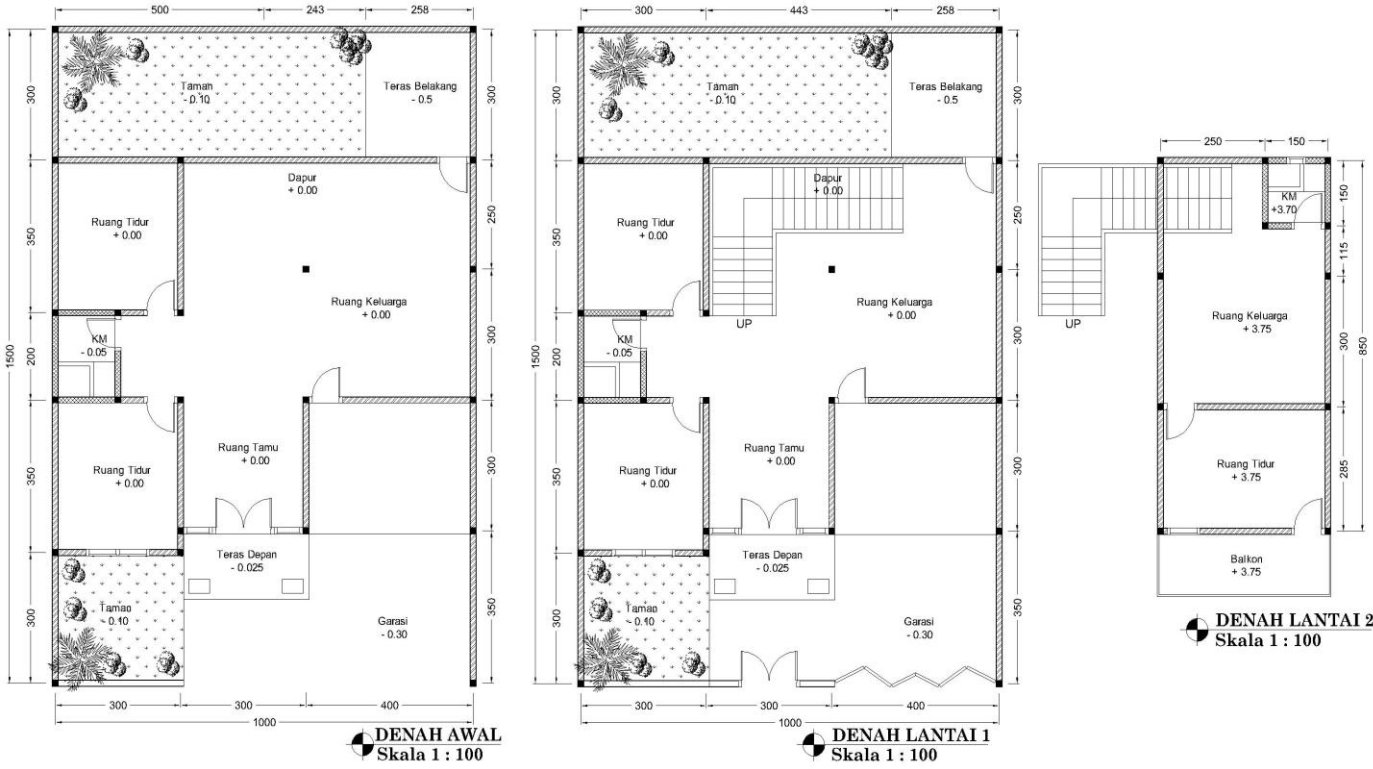 500
243
258
300
350
200
350
300
1500
300
250
300
300
350
Taman
- 0.10
Teras Belakang
- 0.5
Dapur
+ 0.00
Ruang Tidur
+ 0.00
Ruang Keluarga
+ 0.00
KM
- 0.05
Ruang Tamu
+ 0.00
Ruang Tidur
+ 0.00
Teras Depan
- 0.025
Taman
- 0.10
Garasi
- 0.30
300
300
400
1000
DENAH AWAL
Skala 1 : 100
300
443
258
300
350
200
350
300
1500
300
250
300
300
350
Taman
- 0.10
Teras Belakang
- 0.5
Dapur
+ 0.00
Ruang Tidur
+ 0.00
Ruang Keluarga
+ 0.00
UP
KM
- 0.05
Ruang Tamu
+ 0.00
Ruang Tidur
+ 0.00
Teras Depan
- 0.025
Taman
- 0.10
Garasi
- 0.30
300
300
400
1000
DENAH LANTAI 1
Skala 1 : 100
250
150
150
115
300
285
850
KM
+3.70
Ruang Keluarga
+ 3.75
UP
Ruang Tidur
+ 3.75
Balkon
+ 3.75
DENAH LANTAI 2
Skala 1 : 100